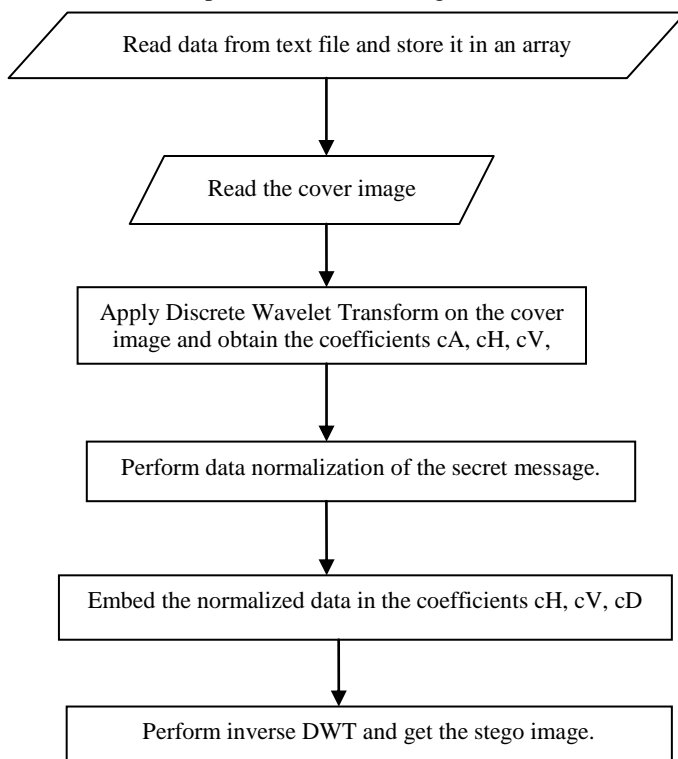 Read data from text file and store it in an array
Read the cover image
Apply Discrete Wavelet Transform on the cover
image and obtain the coefficients cA, cH, cV,
Perform data normalization of the secret message.
Embed the normalized data in the coefficients cH, cV, cD
Perform inverse DWT and get the stego image.